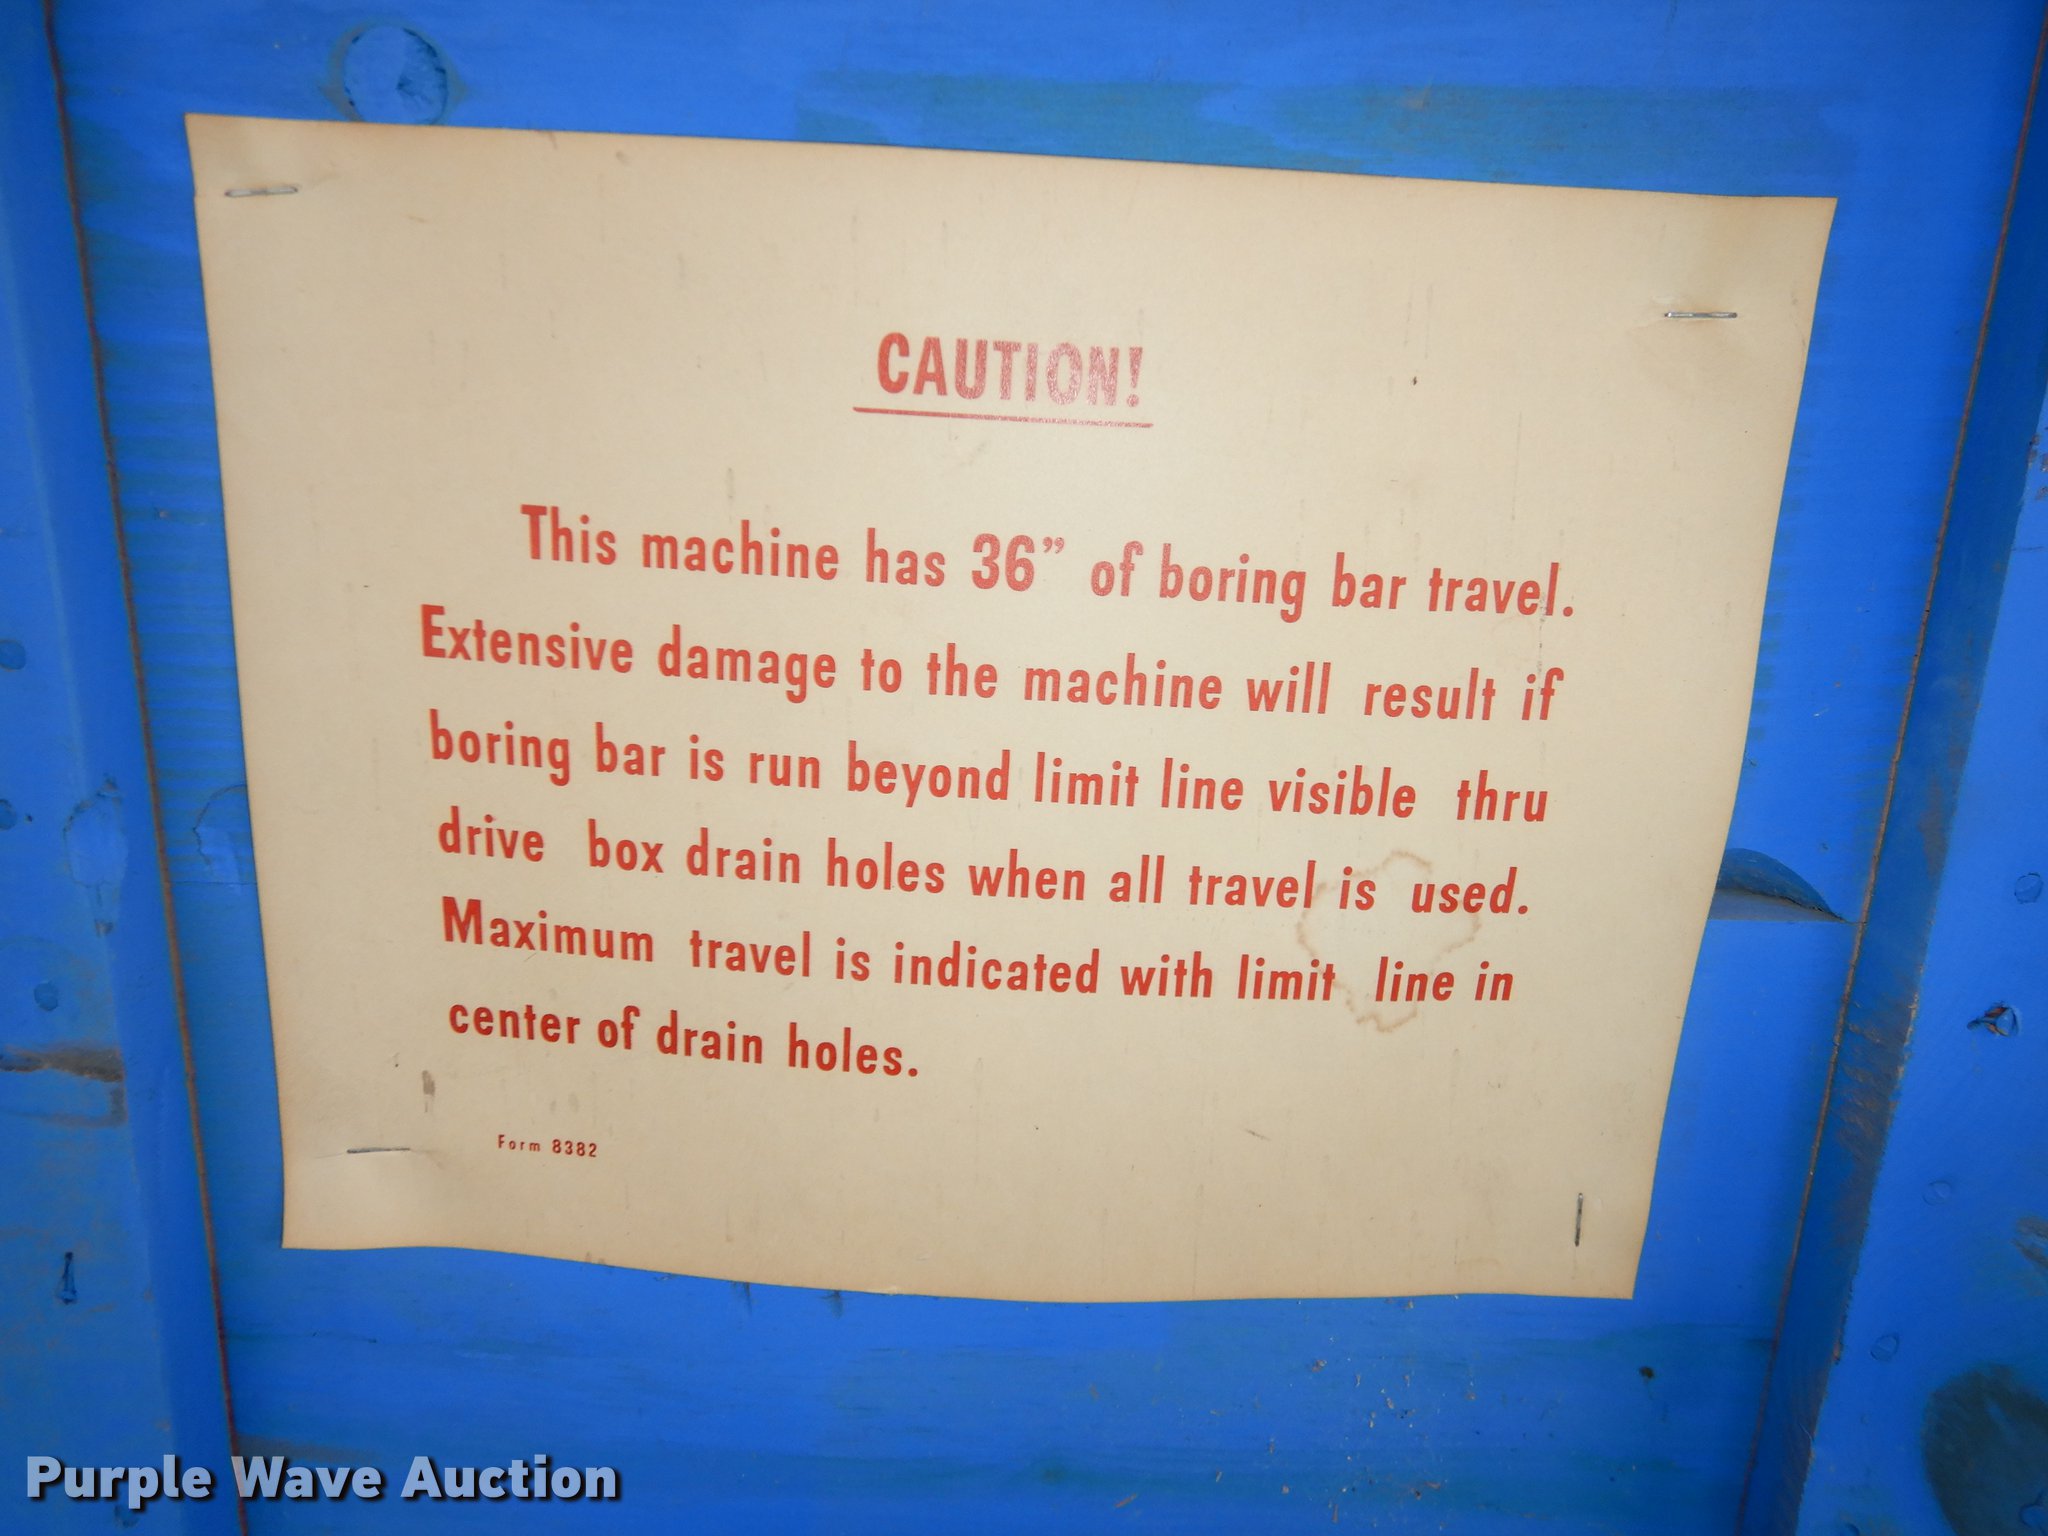 CAUTION!
This machine has 36” of boring bar travel.
Extensive damage to the machine will result if
boring bar is run beyond limit line visible thru
drive box drain holes when all travel is used.
Maximum travel is indicated with limit line in
center of drain holes.
Form 8382
Purple Wave Auction